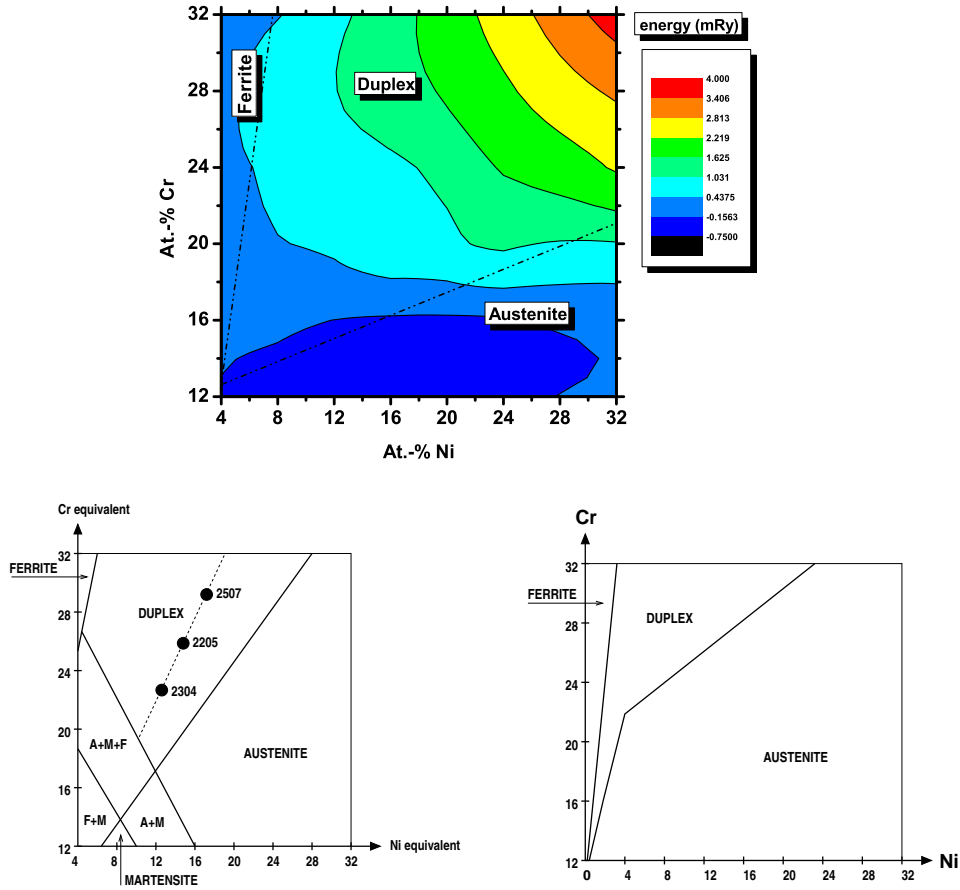 energy (mRy)
4.000
3.406
2.813
2.219
1.625
1.031
0.4375
-0.1563
-0.7500
32
28
24
20
16
12
At.-% Cr
Ferrite
Duplex
Austenite
4 8 12 16 20 24 28 32
At.-% Ni
Cr equivalent
32
28
24
20
16
12
FERRITE
DUPLEX
2507
2205
2304
A+M+F
AUSTENITE
F+M
A+M
4 8 12 16 20 24 28 32
Ni equivalent
MARTENSITE
Cr
32
28
24
20
16
12
FERRITE
DUPLEX
AUSTENITE
0 4 8 12 16 20 24 28 32
Ni